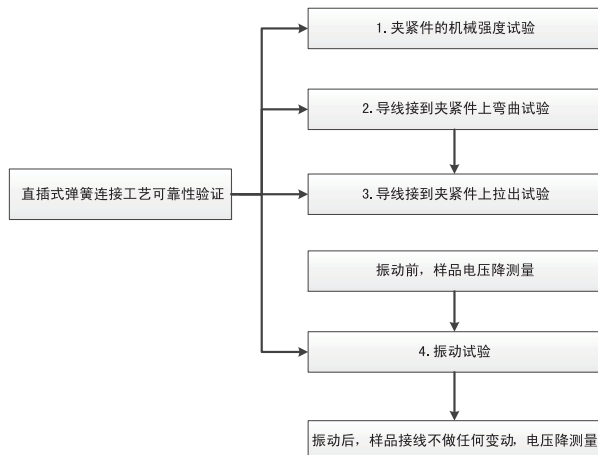 1.夹紧件的机械强度试验
2.导线接到夹紧件上弯曲试验
直插式弹簧连接工艺可靠性验证
3.导线接到夹紧件上拉出试验
振动前，样品电压降测量
4.振动试验
振动后，样品接线不做任何变动，电压降测量